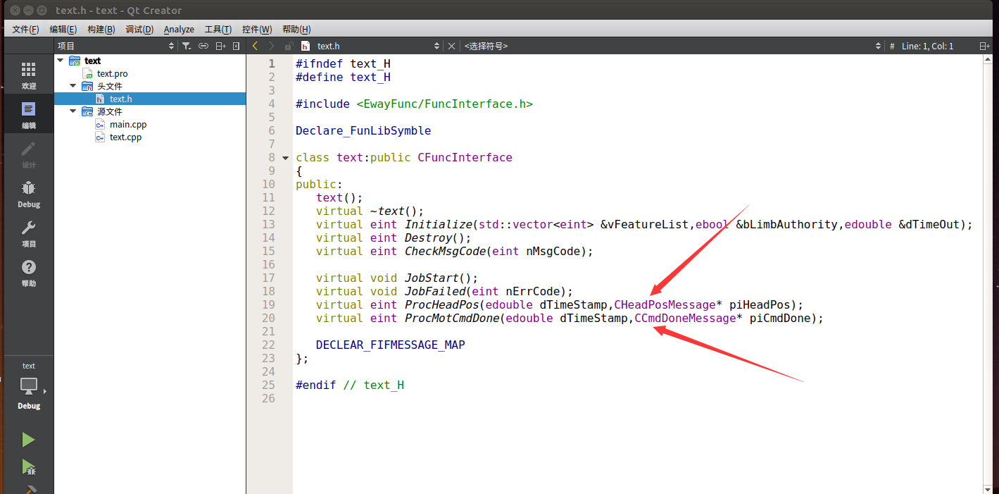 text.h - text - Qt Creator
文件(F) 编辑(E) 构建(B) 调试(D) Analyze 工具(T) 控件(W) 帮助(H)
项目 text.h <选择符号> # Line: 1, Col: 1
欢迎
编辑
设计
Debug
项目
帮助
text
Debug
text
text.pro
头文件
text.h
源文件
main.cpp
text.cpp
1 #ifndef text_H
2 #define text_H
3
4 #include <EwayFunc/FuncInterface.h>
5
6 Declare_FunLibSymble
7
8 class text:public CFuncInterface
9 {
10 public:
11 text();
12 virtual ~text();
13 virtual eint Initialize(std::vector<eint> &vFeatureList,ebool &bLimbAuthority,edouble &dTimeOut);
14 virtual eint Destroy();
15 virtual eint CheckMsgCode(eint nMsgCode);
16
17 virtual void JobStart();
18 virtual void JobFailed(eint nErrCode);
19 virtual eint ProcHeadPos(edouble dTimeStamp,CHeadPosMessage* piHeadPos);
20 virtual eint ProcMotCmdDone(edouble dTimeStamp,CCmdDoneMessage* piCmdDone);
21
22 DECLEAR_FIFMESSAGE_MAP
23 };
24
25 #endif // text_H
26